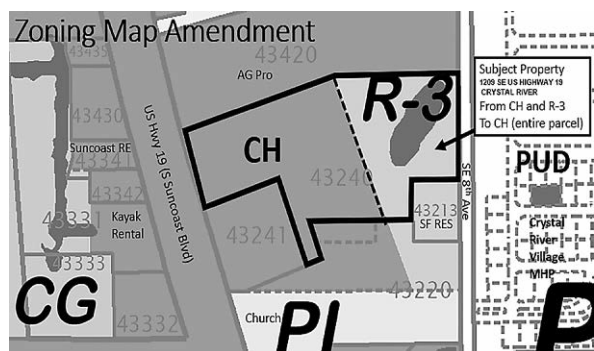 Zoning Map Amendment
43439
43420
AG Pro
R-3
Subject Property
1209 SE US HIGHWAY 19
CRYSTAL RIVER
From CH and R-3
To CH (entire parcel)
43430
US Hwy 19 (S Suncoast Blvd)
Suncoast RE
43341
CH
43240
SE 8th Ave
PUD
43342
43331
Kayak
Rental
43213
SF RES
43241
Crystal
River
Village
MHP
43333
CG
43220
43332
Church
PI
P